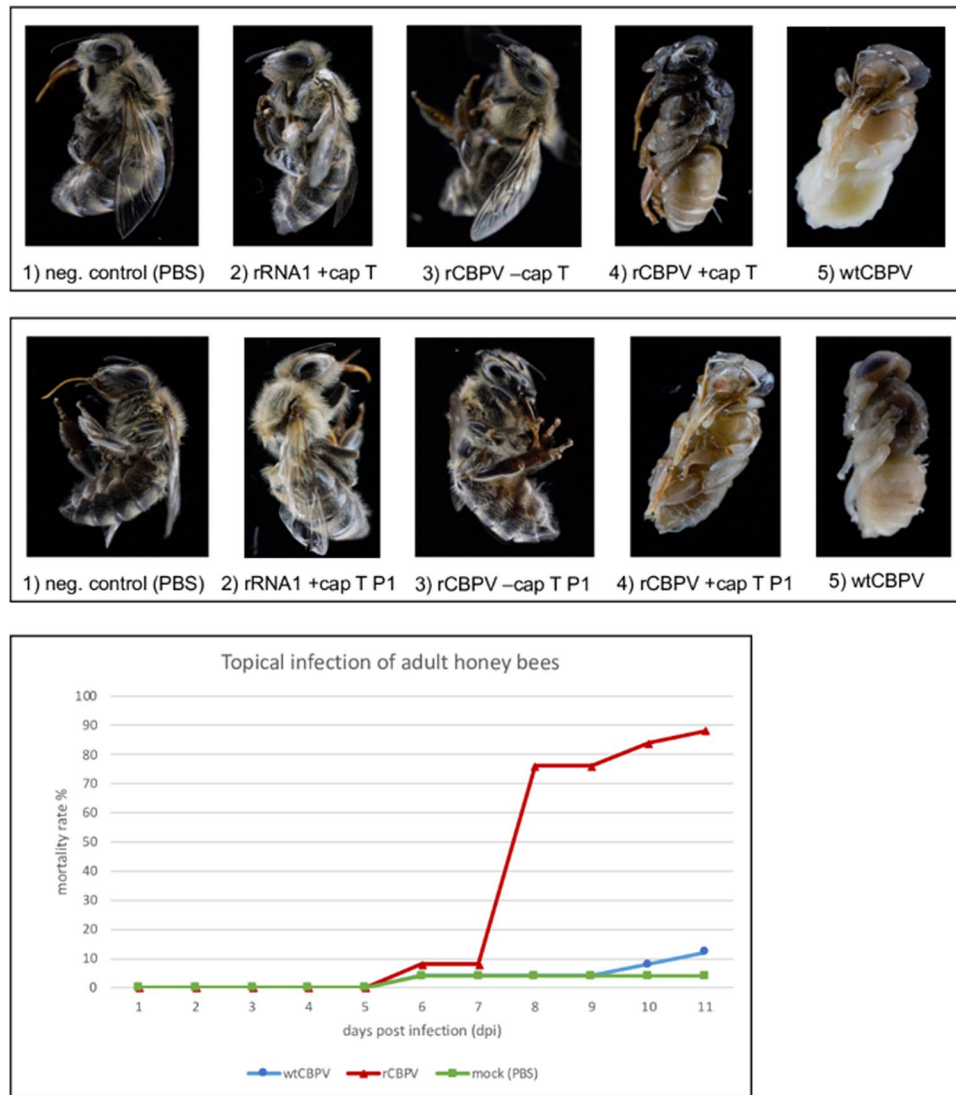 1) neg. control (PBS) 2) rRNA1 +cap T 3) rCBPV –cap T 4) rCBPV +cap T 5) wtCBPV
1) neg. control (PBS) 2) rRNA1 +cap T P1 3) rCBPV –cap T P1 4) rCBPV +cap T P1 5) wtCBPV
Topical infection of adult honey bees
100
90
80
70
60
50
40
30
20
10
0
mortality rate %
1 2 3 4 5 6 7 8 9 10 11
days post infection (dpi)
wtCBPV rCBPV mock (PBS)